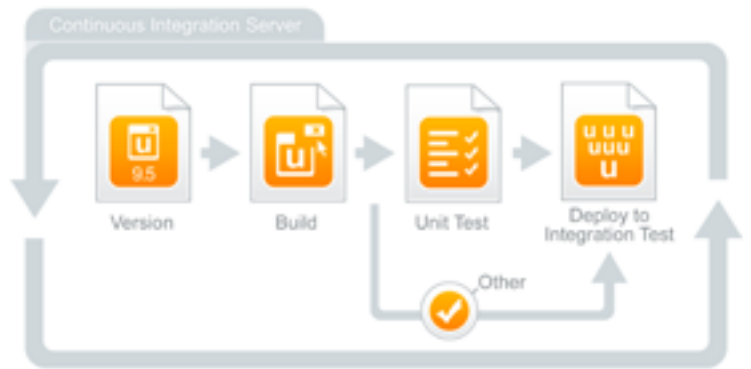 Continuous Integration Server
u
9.5
u
u u u
u u u
u
Version
Build
Unit Test
Deploy to
Integration Test
Other